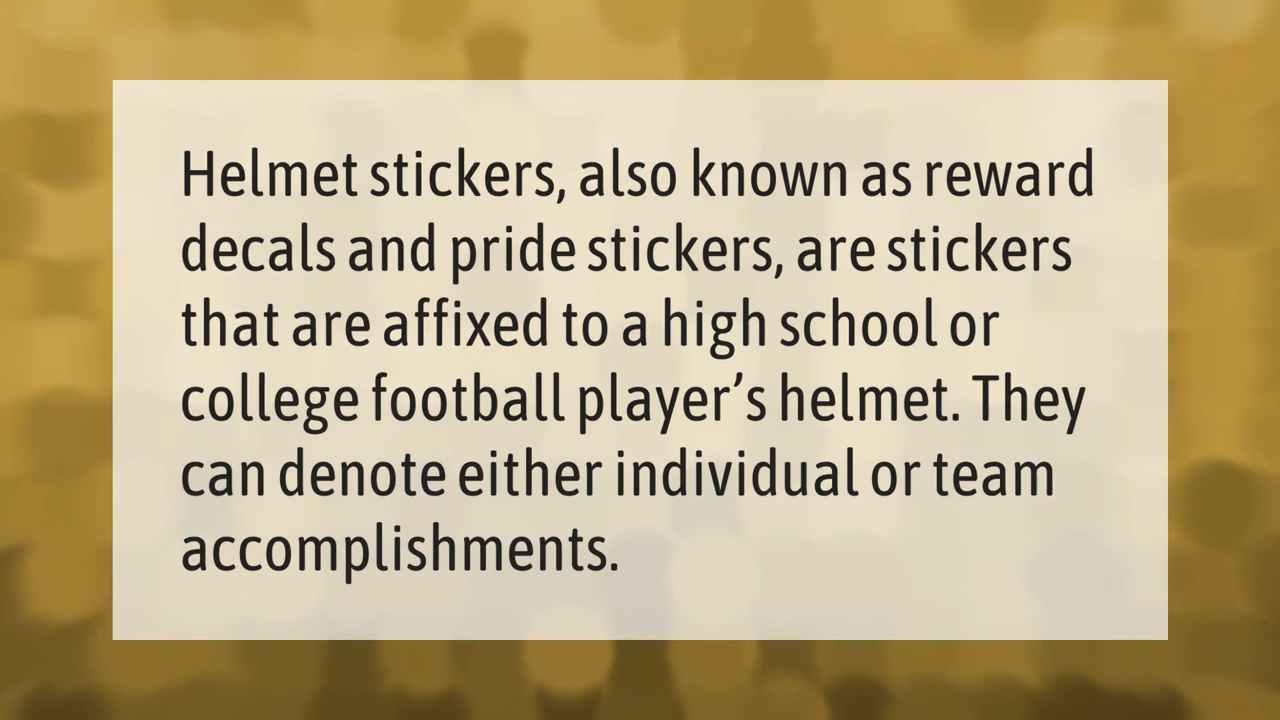 Helmet stickers, also known as reward
decals and pride stickers, are stickers
that are affixed to a high school or
college football player’s helmet. They
can denote either individual or team
accomplishments.